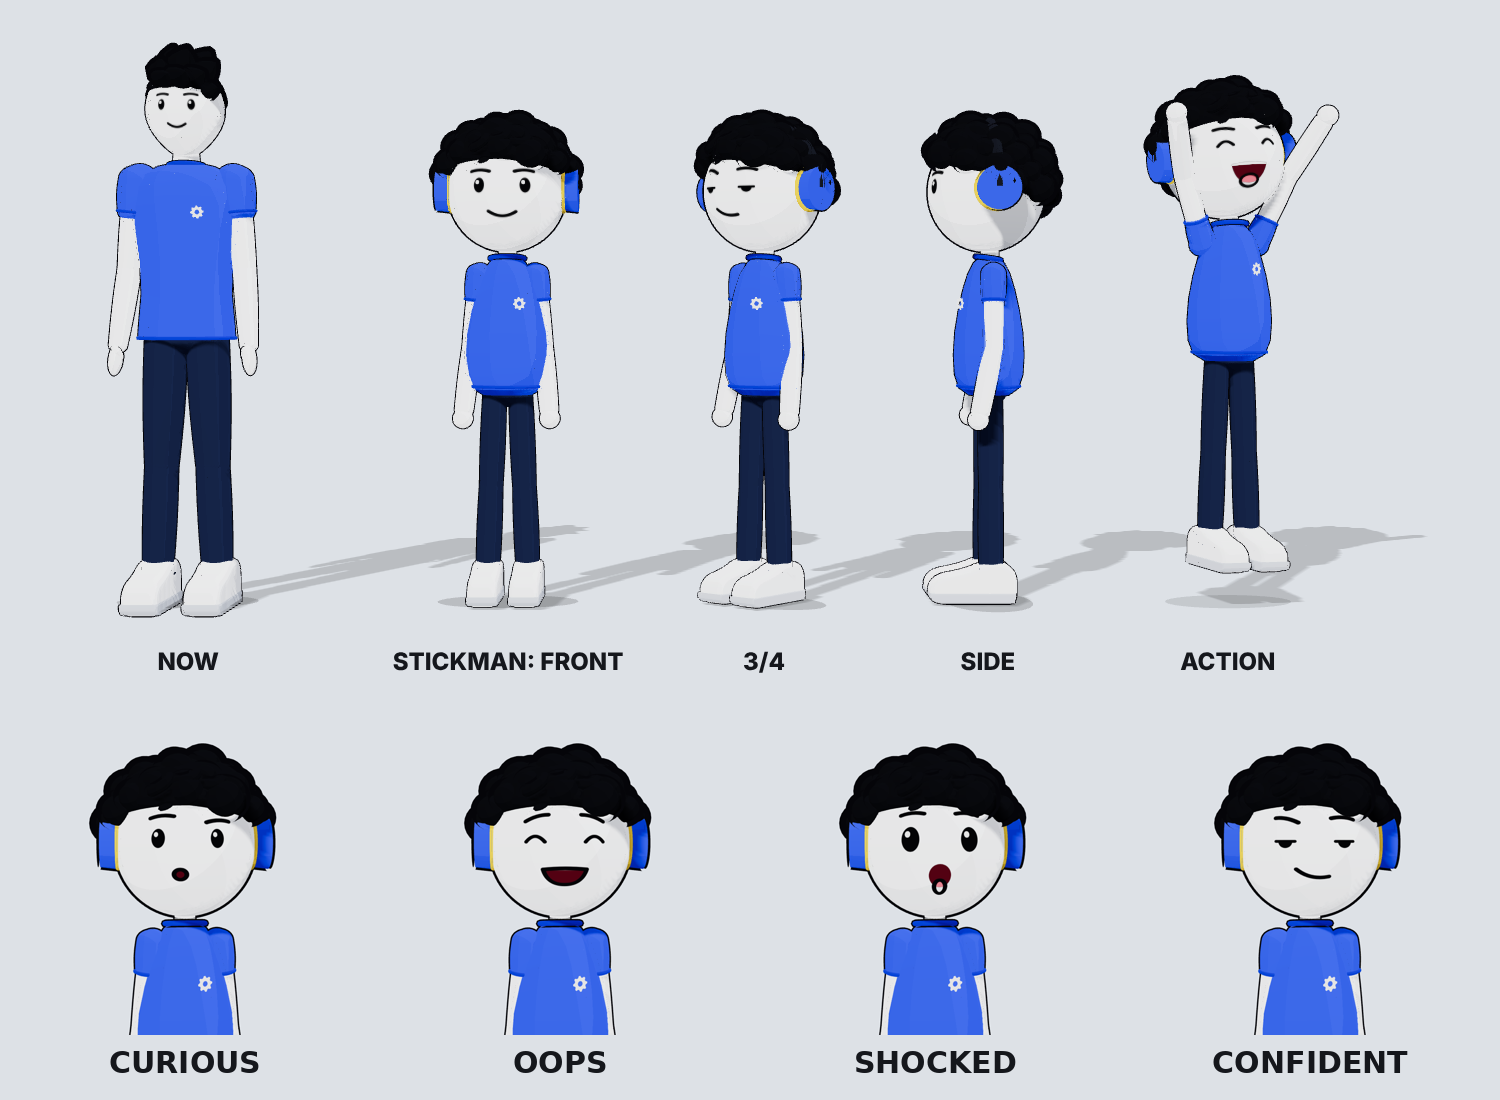 NOW
STICKMAN: FRONT
3/4
SIDE
ACTION
CURIOUS
OOPS
SHOCKED
CONFIDENT